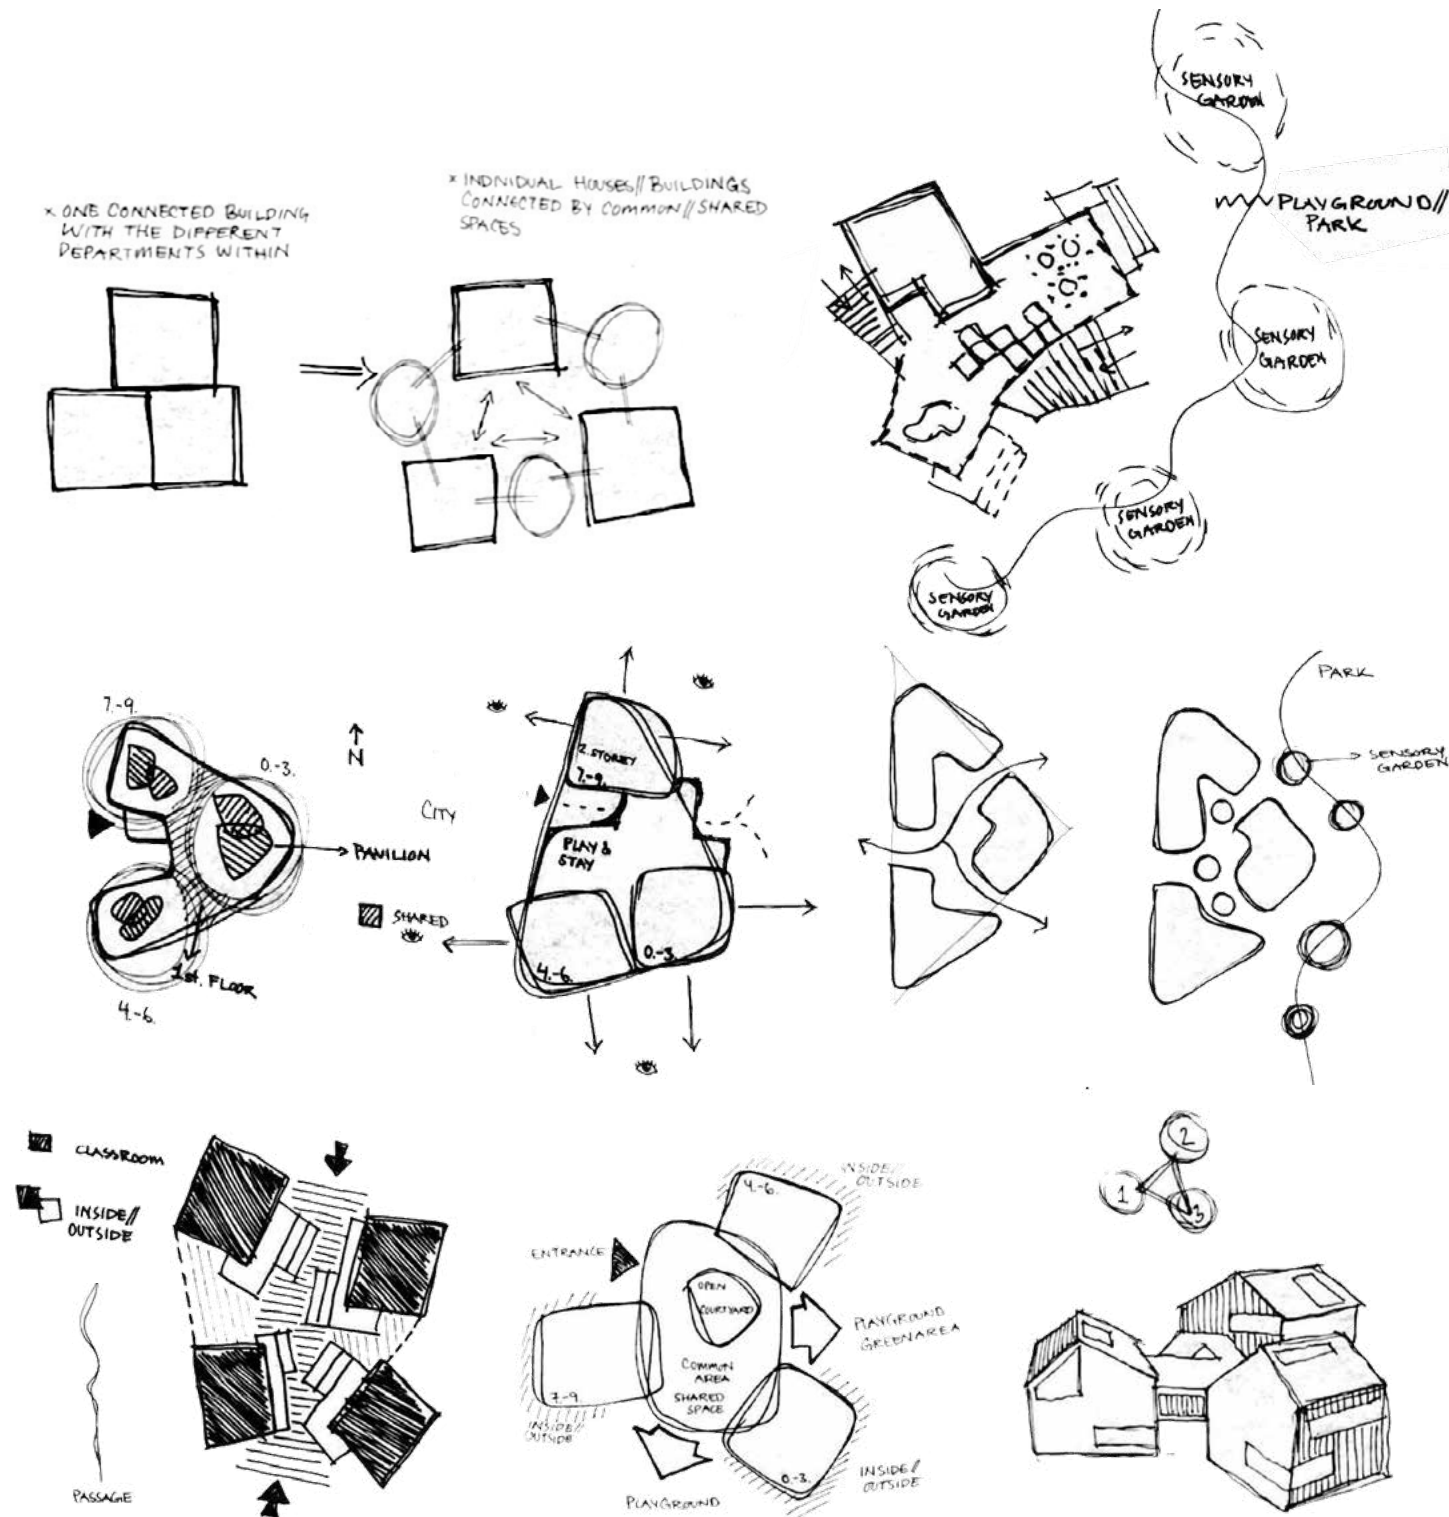 × ONE CONNECTED BUILDING
WITH THE DIFFERENT
DEPARTMENTS WITHIN
× INDNIDUAL HOUSES//BUILDINGS
CONNECTED BY COMMON//SHARED
SPACES
SENSORY
GARDEN
PLAYGROUND//
PARK
SENSORY
GARDEN
SENSORY
GARDEN
SENSORY
GARDEN
7.-9.
0.-3.
N
PAVILION
1st. FLOOR
4.-6.
CITY
SHARED
2. STOREY
7.-9.
PLAY &
STAY
4.-6.
0.-3.
PARK
SENSORY
GARDEN
CLASSROOM
INSIDE//
OUTSIDE
PASSAGE
4.-6.
INSIDE//
OUTSIDE
ENTRANCE
OPEN
COURTYARD
PLAYGROUND
GREENAREA
COMMON
AREA
SHARED
SPACE
7.-9.
INSIDE//
OUTSIDE
0.-3.
INSIDE//
OUTSIDE
PLAYGROUND
2
1
3